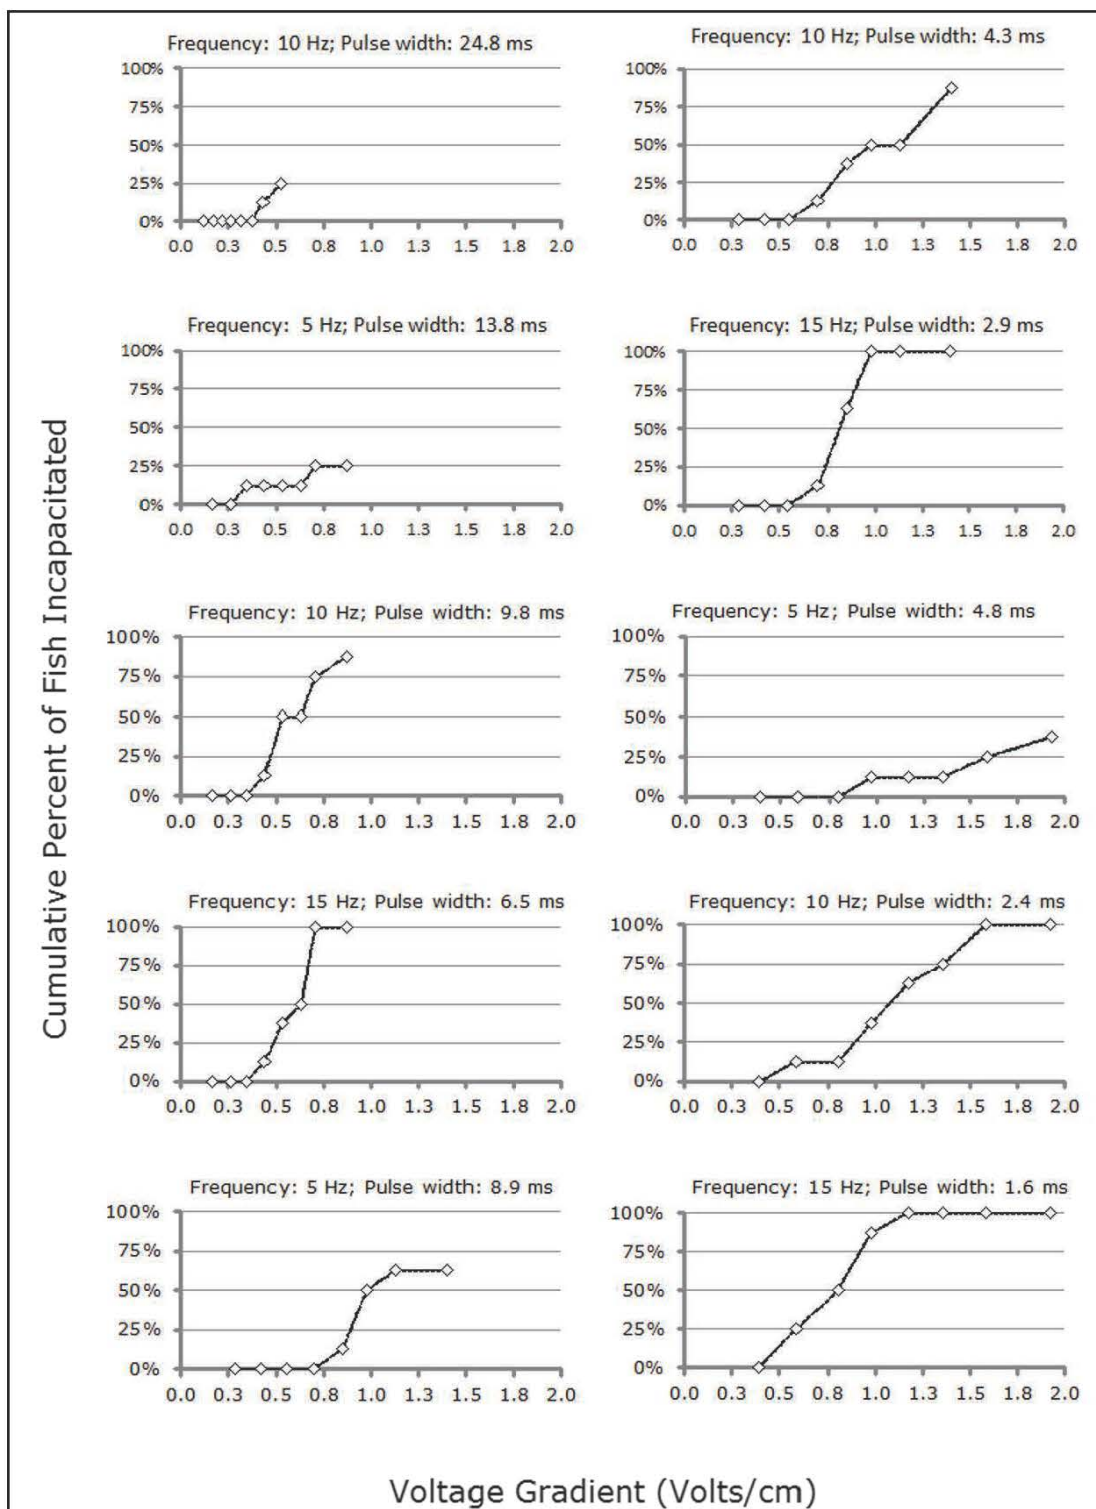 Frequency: 10 Hz; Pulse width: 24.8 ms
100%
75%
50%
25%
0%
0.0 0.3 0.5 0.8 1.0 1.3 1.5 1.8 2.0
Frequency: 5 Hz; Pulse width: 13.8 ms
100%
75%
50%
25%
0%
0.0 0.3 0.5 0.8 1.0 1.3 1.5 1.8 2.0
Frequency: 10 Hz; Pulse width: 9.8 ms
100%
75%
50%
25%
0%
0.0 0.3 0.5 0.8 1.0 1.3 1.5 1.8 2.0
Frequency: 15 Hz; Pulse width: 6.5 ms
100%
75%
50%
25%
0%
0.0 0.3 0.5 0.8 1.0 1.3 1.5 1.8 2.0
Frequency: 5 Hz; Pulse width: 8.9 ms
100%
75%
50%
25%
0%
0.0 0.3 0.5 0.8 1.0 1.3 1.5 1.8 2.0
Frequency: 10 Hz; Pulse width: 4.3 ms
100%
75%
50%
25%
0%
0.0 0.3 0.5 0.8 1.0 1.3 1.5 1.8 2.0
Frequency: 15 Hz; Pulse width: 2.9 ms
100%
75%
50%
25%
0%
0.0 0.3 0.5 0.8 1.0 1.3 1.5 1.8 2.0
Frequency: 5 Hz; Pulse width: 4.8 ms
100%
75%
50%
25%
0%
0.0 0.3 0.5 0.8 1.0 1.3 1.5 1.8 2.0
Frequency: 10 Hz; Pulse width: 2.4 ms
100%
75%
50%
25%
0%
0.0 0.3 0.5 0.8 1.0 1.3 1.5 1.8 2.0
Frequency: 15 Hz; Pulse width: 1.6 ms
100%
75%
50%
25%
0%
0.0 0.3 0.5 0.8 1.0 1.3 1.5 1.8 2.0
Cumulative Percent of Fish Incapacitated
Voltage Gradient (Volts/cm)